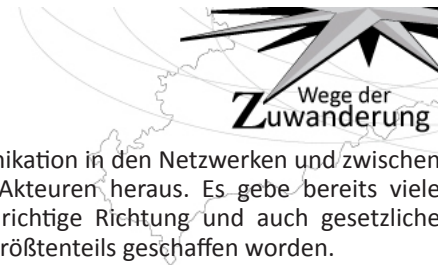 Wege der
Zuwanderung
nikation in den Netzwerken und zwischen
Akteuren heraus. Es gebe bereits viele
richtige Richtung und auch gesetzliche
rößtenteils geschaffen worden.